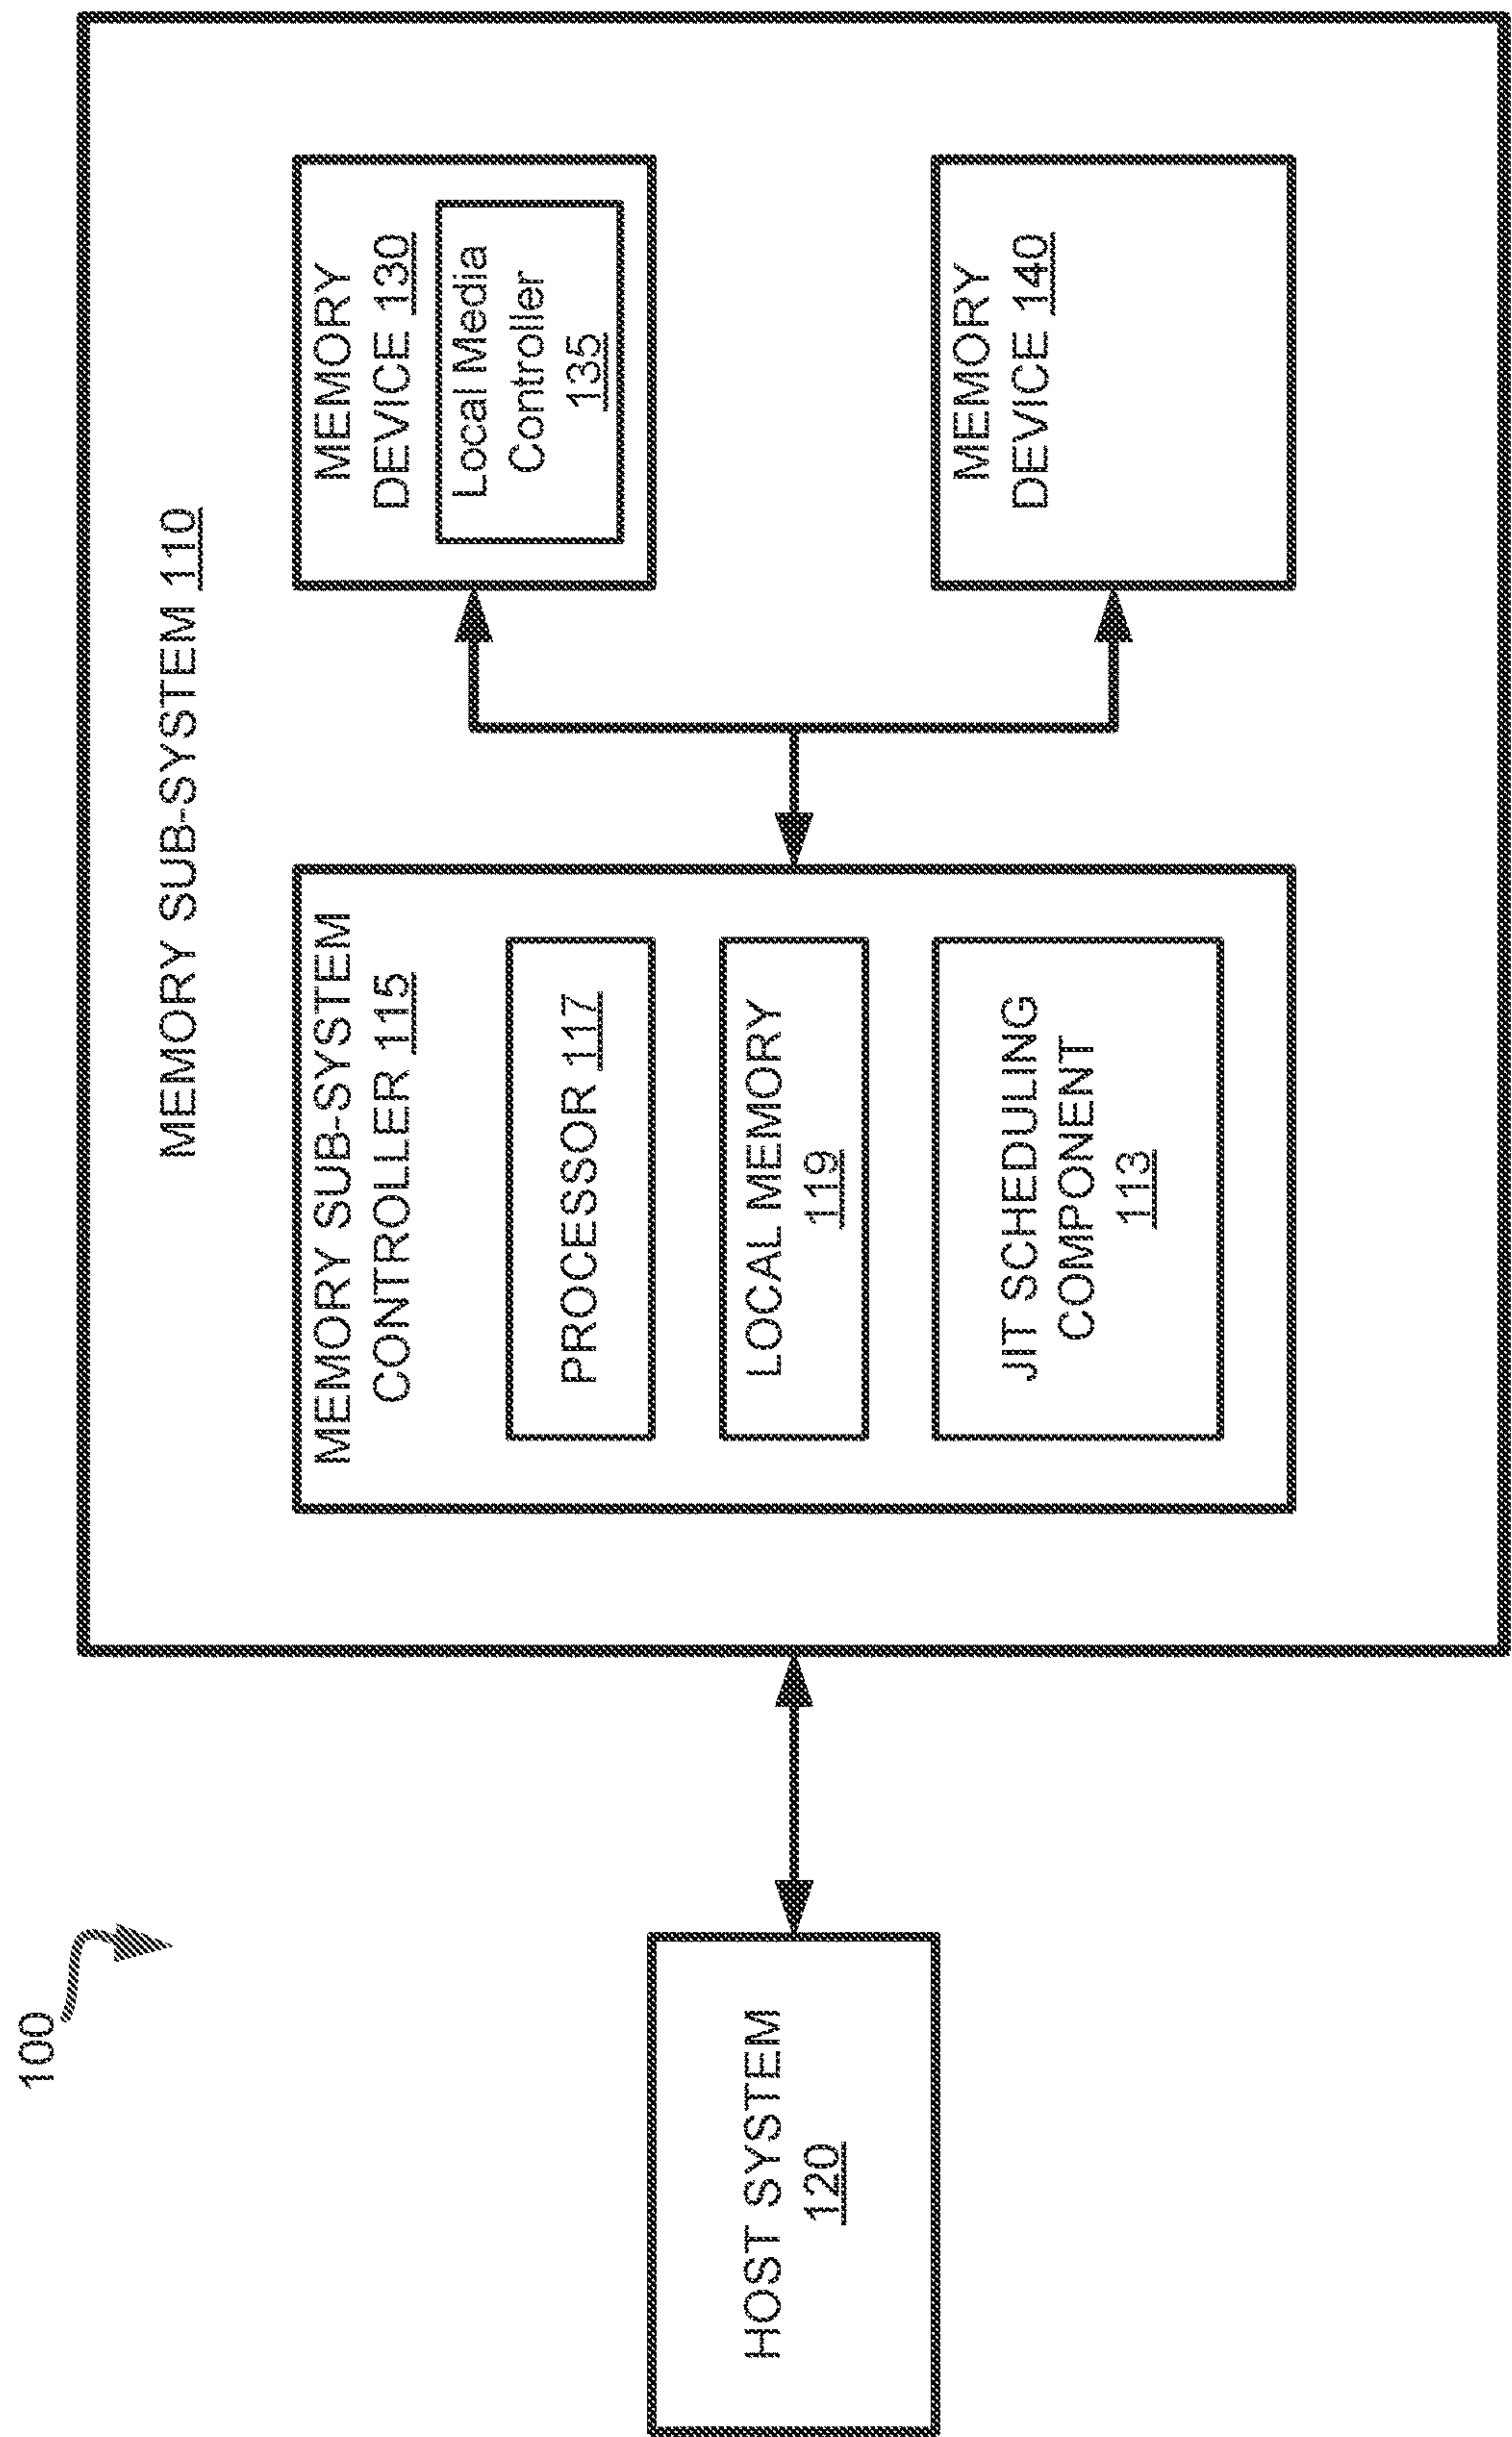 100
MEMORY SUB-SYSTEM 110
HOST SYSTEM
120
MEMORY SUB-SYSTEM
CONTROLLER 115
PROCESSOR 117
LOCAL MEMORY
119
JIT SCHEDULING
COMPONENT
113
MEMORY
DEVICE 130
Local Media
Controller
135
MEMORY
DEVICE 140